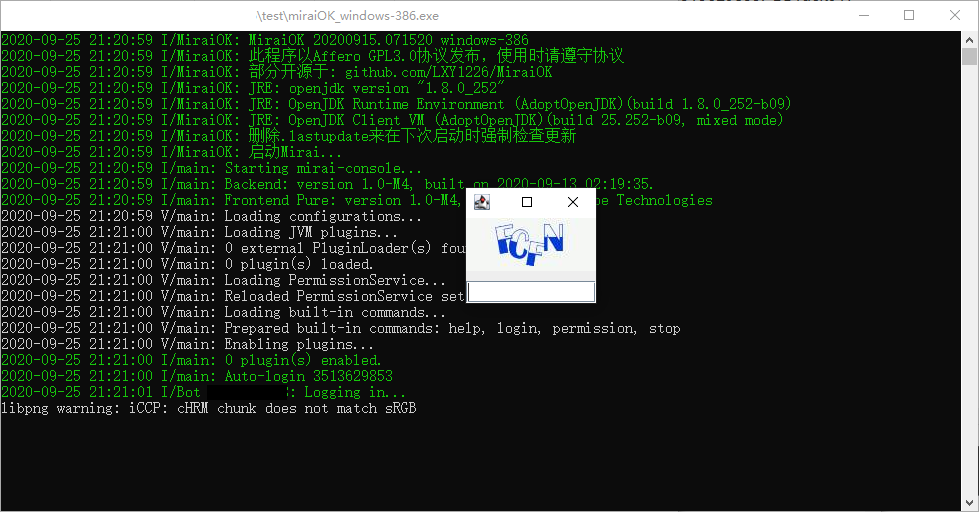 \test\miraiOK_windows-386.exe
2020-09-25 21:20:59 I/MiraiOK: MiraiOK 20200915.071520 windows-386
2020-09-25 21:20:59 I/MiraiOK: 此程序以Affero GPL3.0协议发布，使用时请遵守协议
2020-09-25 21:20:59 I/MiraiOK: 部分开源于: github.com/LXY1226/MiraiOK
2020-09-25 21:20:59 I/MiraiOK: JRE: openjdk version "1.8.0_252"
2020-09-25 21:20:59 I/MiraiOK: JRE: OpenJDK Runtime Environment (AdoptOpenJDK)(build 1.8.0_252-b09)
2020-09-25 21:20:59 I/MiraiOK: JRE: OpenJDK Client VM (AdoptOpenJDK)(build 25.252-b09, mixed mode)
2020-09-25 21:20:59 I/MiraiOK: 删除.lastupdate来在下次启动时强制检查更新
2020-09-25 21:20:59 I/MiraiOK: 启动Mirai...
2020-09-25 21:20:59 I/main: Starting mirai-console...
2020-09-25 21:20:59 I/main: Backend: version 1.0-M4, built on 2020-09-13 02:19:35.
2020-09-25 21:20:59 I/main: Frontend Pure: version 1.0-M4, pe Technologies
2020-09-25 21:20:59 V/main: Loading configurations...
2020-09-25 21:21:00 V/main: Loading JVM plugins...
2020-09-25 21:21:00 V/main: 0 external PluginLoader(s) fou
2020-09-25 21:21:00 V/main: 0 plugin(s) loaded.
2020-09-25 21:21:00 V/main: Loading PermissionService...
2020-09-25 21:21:00 V/main: Reloaded PermissionService set
2020-09-25 21:21:00 V/main: Loading built-in commands...
2020-09-25 21:21:00 V/main: Prepared built-in commands: help, login, permission, stop
2020-09-25 21:21:00 V/main: Enabling plugins...
2020-09-25 21:21:00 I/main: 0 plugin(s) enabled.
2020-09-25 21:21:00 I/main: Auto-login 3513629853
2020-09-25 21:21:01 I/Bot : Logging in...
libpng warning: iCCP: cHRM chunk does not match sRGB
FCFN